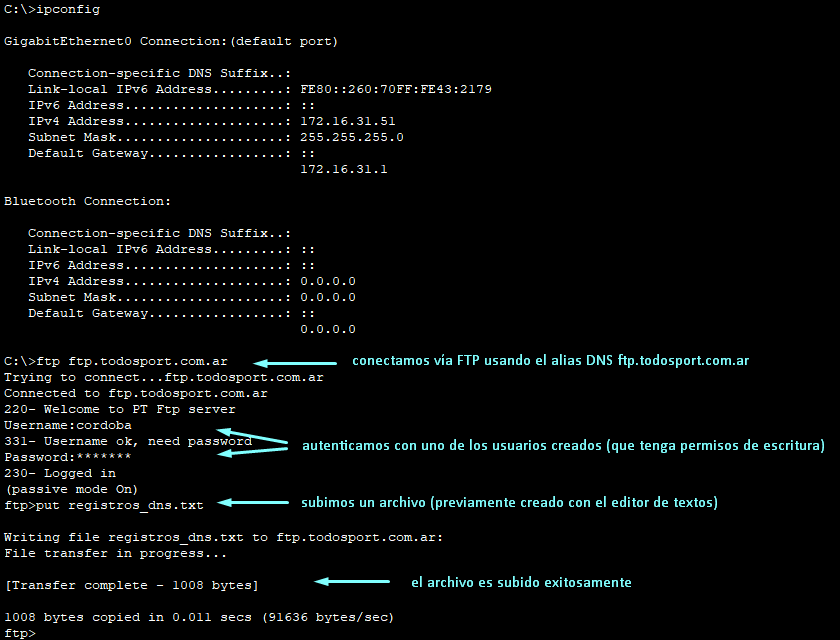 C:\>ipconfig
GigabitEthernet0 Connection:(default port)
Connection-specific DNS Suffix..:
Link-local IPv6 Address.........: FE80::260:70FF:FE43:2179
IPv6 Address....................: ::
IPv4 Address....................: 172.16.31.51
Subnet Mask.....................: 255.255.255.0
Default Gateway.................: ::
172.16.31.1
Bluetooth Connection:
Connection-specific DNS Suffix..:
Link-local IPv6 Address.........: ::
IPv6 Address....................: ::
IPv4 Address....................: 0.0.0.0
Subnet Mask.....................: 0.0.0.0
Default Gateway.................: ::
0.0.0.0
C:\>ftp ftp.todosport.com.ar conectamos vía FTP usando el alias DNS ftp.todosport.com.ar
Trying to connect...ftp.todosport.com.ar
Connected to ftp.todosport.com.ar
220- Welcome to PT Ftp server
Username:cordoba
331- Username ok, need password autenticamos con uno de los usuarios creados (que tenga permisos de escritura)
Password:*******
230- Logged in
(passive mode On)
ftp>put registros_dns.txt subimos un archivo (previamente creado con el editor de textos)
Writing file registros_dns.txt to ftp.todosport.com.ar:
File transfer in progress...
[Transfer complete - 1008 bytes] el archivo es subido exitosamente
1008 bytes copied in 0.011 secs (91636 bytes/sec)
ftp>